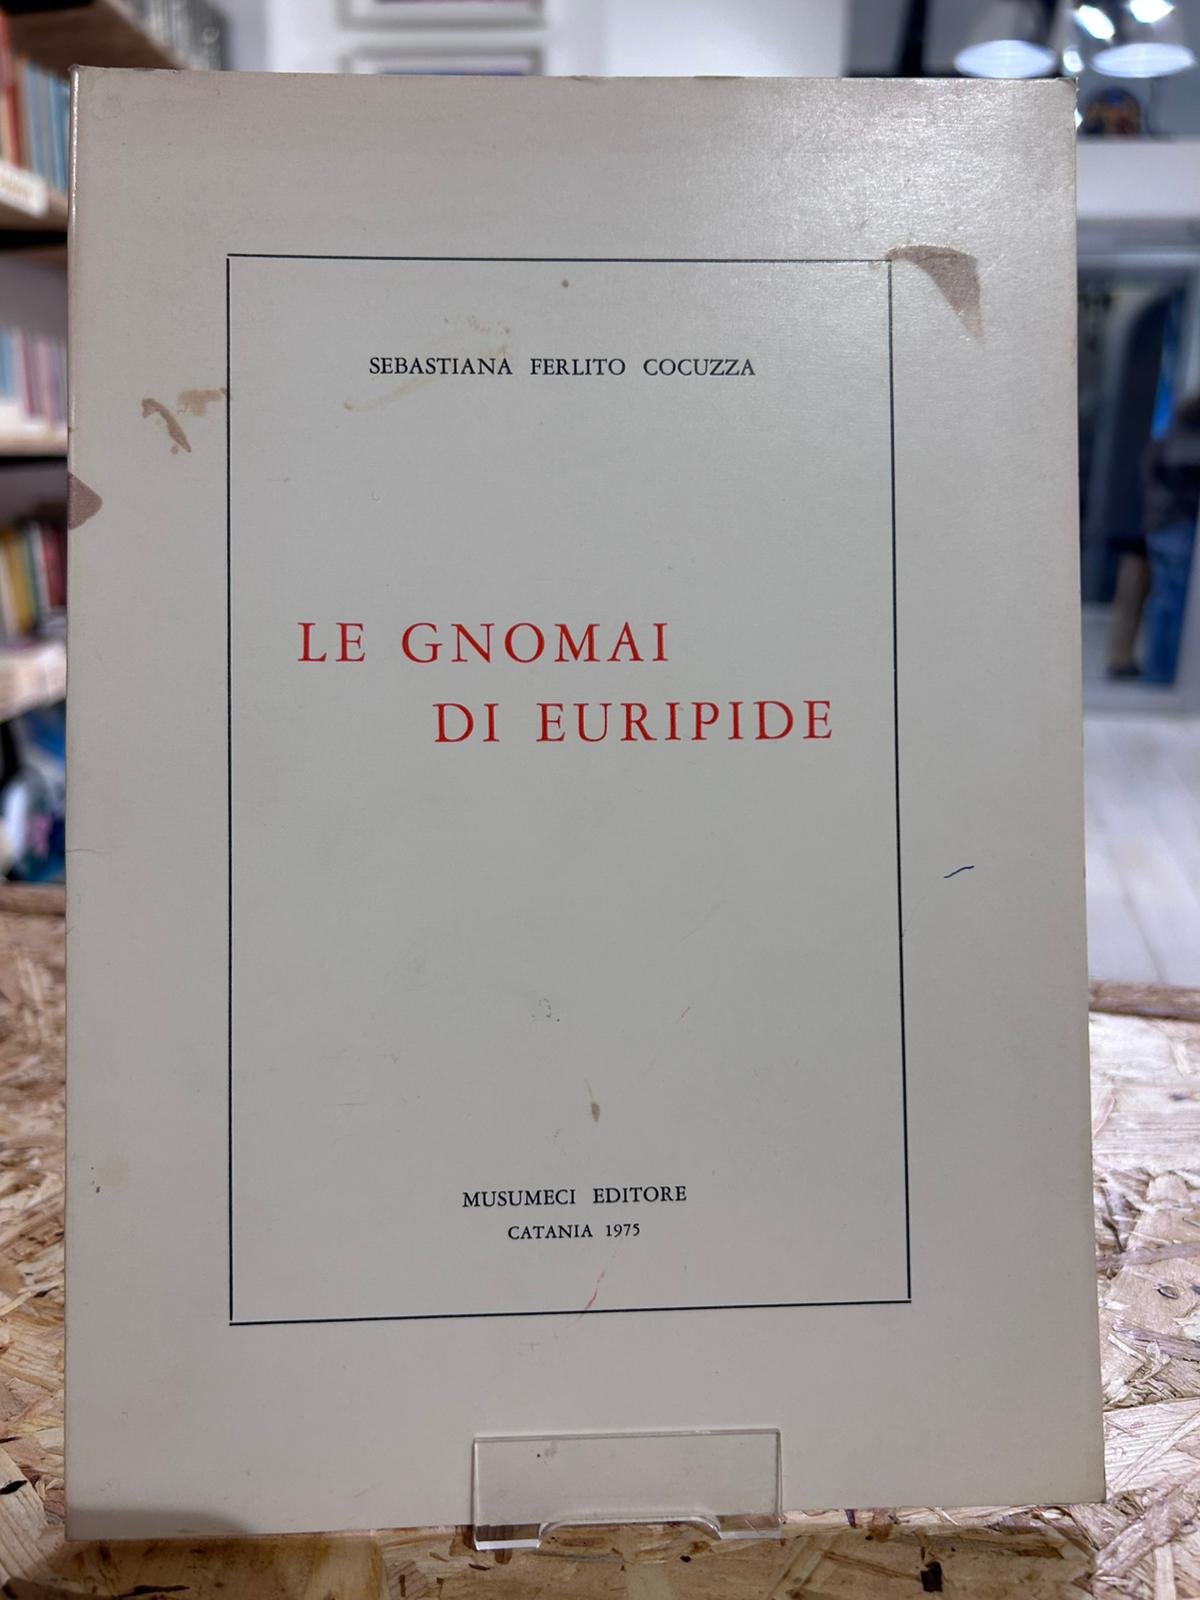 SEBASTIANA FERLITO COCUZZA
LE GNOMAI
DI EURIPIDE
MUSUMECI EDITORE
CATANIA 1975